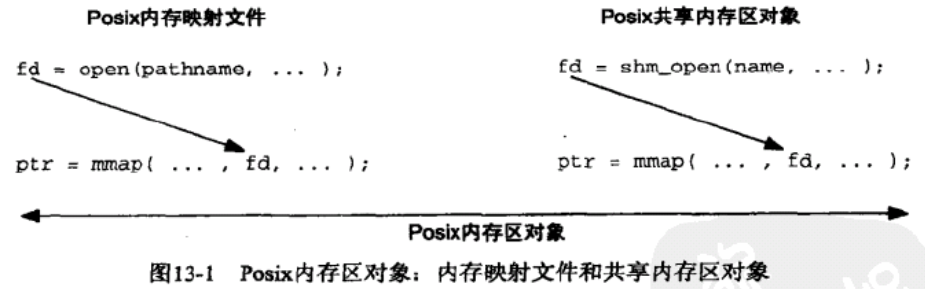 Posix内存映射文件
Posix共享内存区对象
fd = open(pathname, ... );
fd = shm_open(name, ... );
ptr = mmap( ... , fd, ... );
ptr = mmap( ... , fd, ... );
Posix内存区对象
图13-1 Posix内存区对象：内存映射文件和共享内存区对象